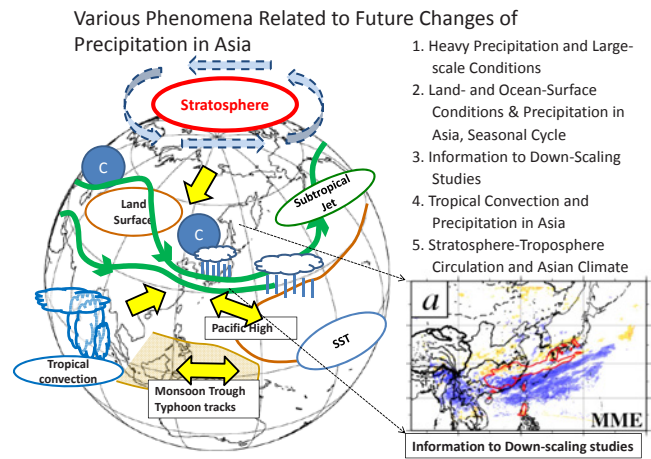 Various Phenomena Related to Future Changes of
Precipitation in Asia
1. Heavy Precipitation and Large-
scale Conditions
2. Land- and Ocean-Surface
Conditions & Precipitation in
Asia, Seasonal Cycle
3. Information to Down-Scaling
Studies
4. Tropical Convection and
Precipitation in Asia
5. Stratosphere-Troposphere
Circulation and Asian Climate
Stratosphere
C
Land
Surface
Subtropical
Jet
C
Pacific High
SST
Tropical
convection
Monsoon Trough
Typhoon tracks
a
MME
Information to Down-scaling studies